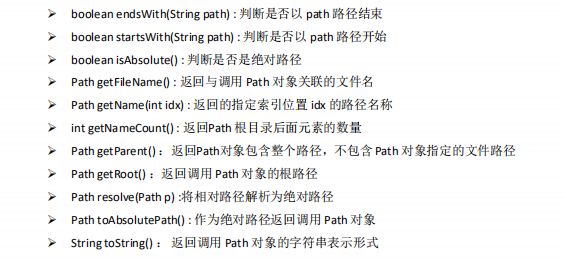 ➢ boolean endsWith(String path) : 判断是否以 path 路径结束
➢ boolean startsWith(String path) : 判断是否以 path 路径开始
➢ boolean isAbsolute() : 判断是否是绝对路径
➢ Path getFileName() : 返回与调用 Path 对象关联的文件名
➢ Path getName(int idx) : 返回的指定索引位置 idx 的路径名称
➢ int getNameCount() : 返回Path 根目录后面元素的数量
➢ Path getParent() ：返回Path对象包含整个路径，不包含 Path 对象指定的文件路径
➢ Path getRoot() ：返回调用 Path 对象的根路径
➢ Path resolve(Path p) :将相对路径解析为绝对路径
➢ Path toAbsolutePath() : 作为绝对路径返回调用 Path 对象
➢ String toString() ： 返回调用 Path 对象的字符串表示形式